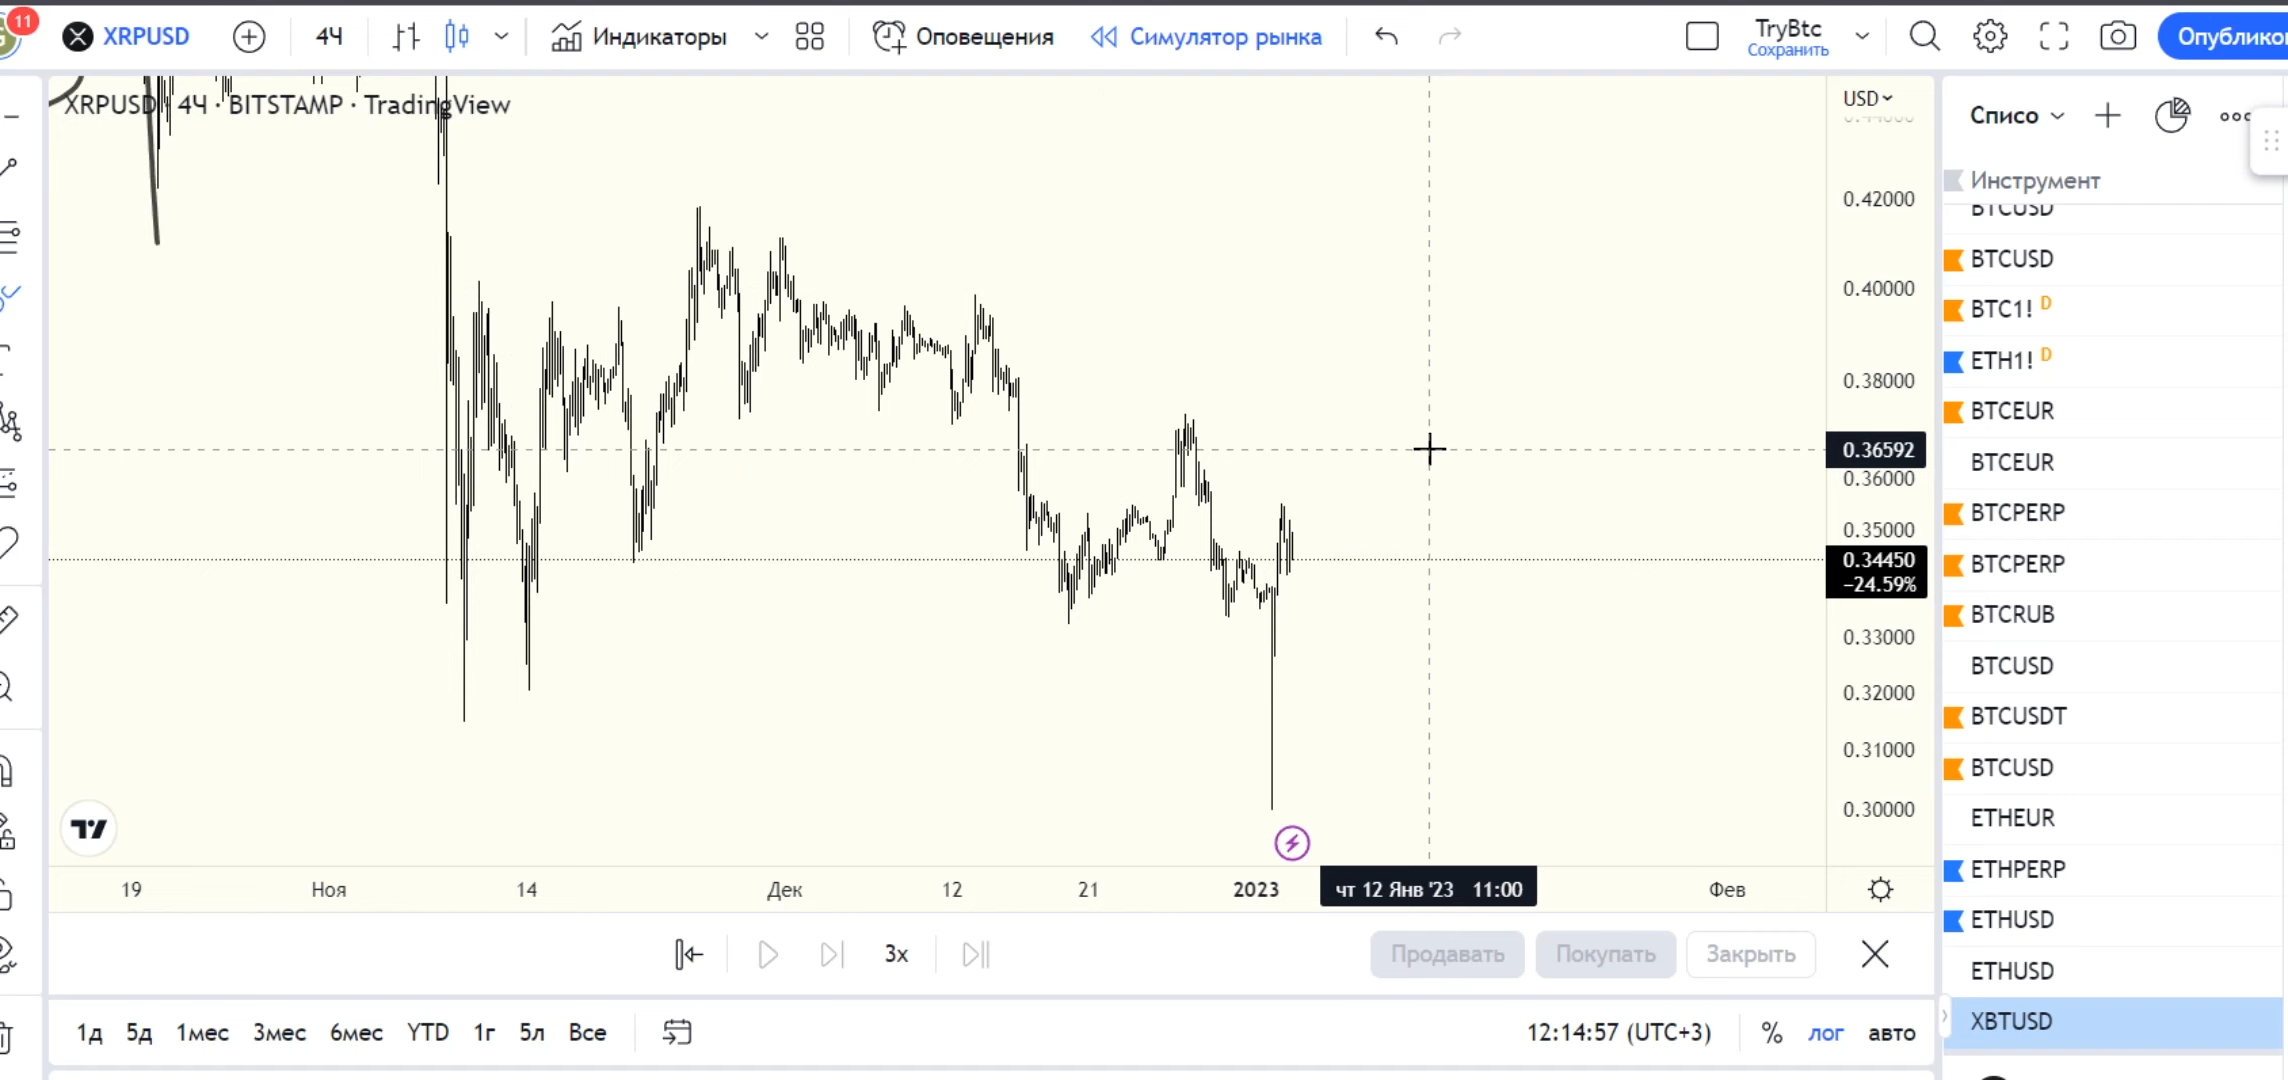 11
XRPUSD
4Ч
Индикаторы
Оповещения
Симулятор рынка
TryBtc
Сохранить
XRPUSD · 4Ч · BITSTAMP · TradingView
USD
0.44000
0.42000
0.40000
0.38000
0.36592
0.36000
0.35000
0.34450
−24.59%
0.33000
0.32000
0.31000
0.30000
19
Ноя
14
Дек
12
21
2023
чт 12 Янв '23 11:00
Фев
3x
Продавать
Покупать
Закрыть
1д
5д
1мес
3мес
6мес
YTD
1г
5л
Все
12:14:57 (UTC+3)
%
лог
авто
Списо
Инструмент
BTCUSD
BTCUSD
BTC1! D
ETH1! D
BTCEUR
BTCEUR
BTCPERP
BTCPERP
BTCRUB
BTCUSD
BTCUSDT
BTCUSD
ETHEUR
ETHPERP
ETHUSD
ETHUSD
XBTUSD